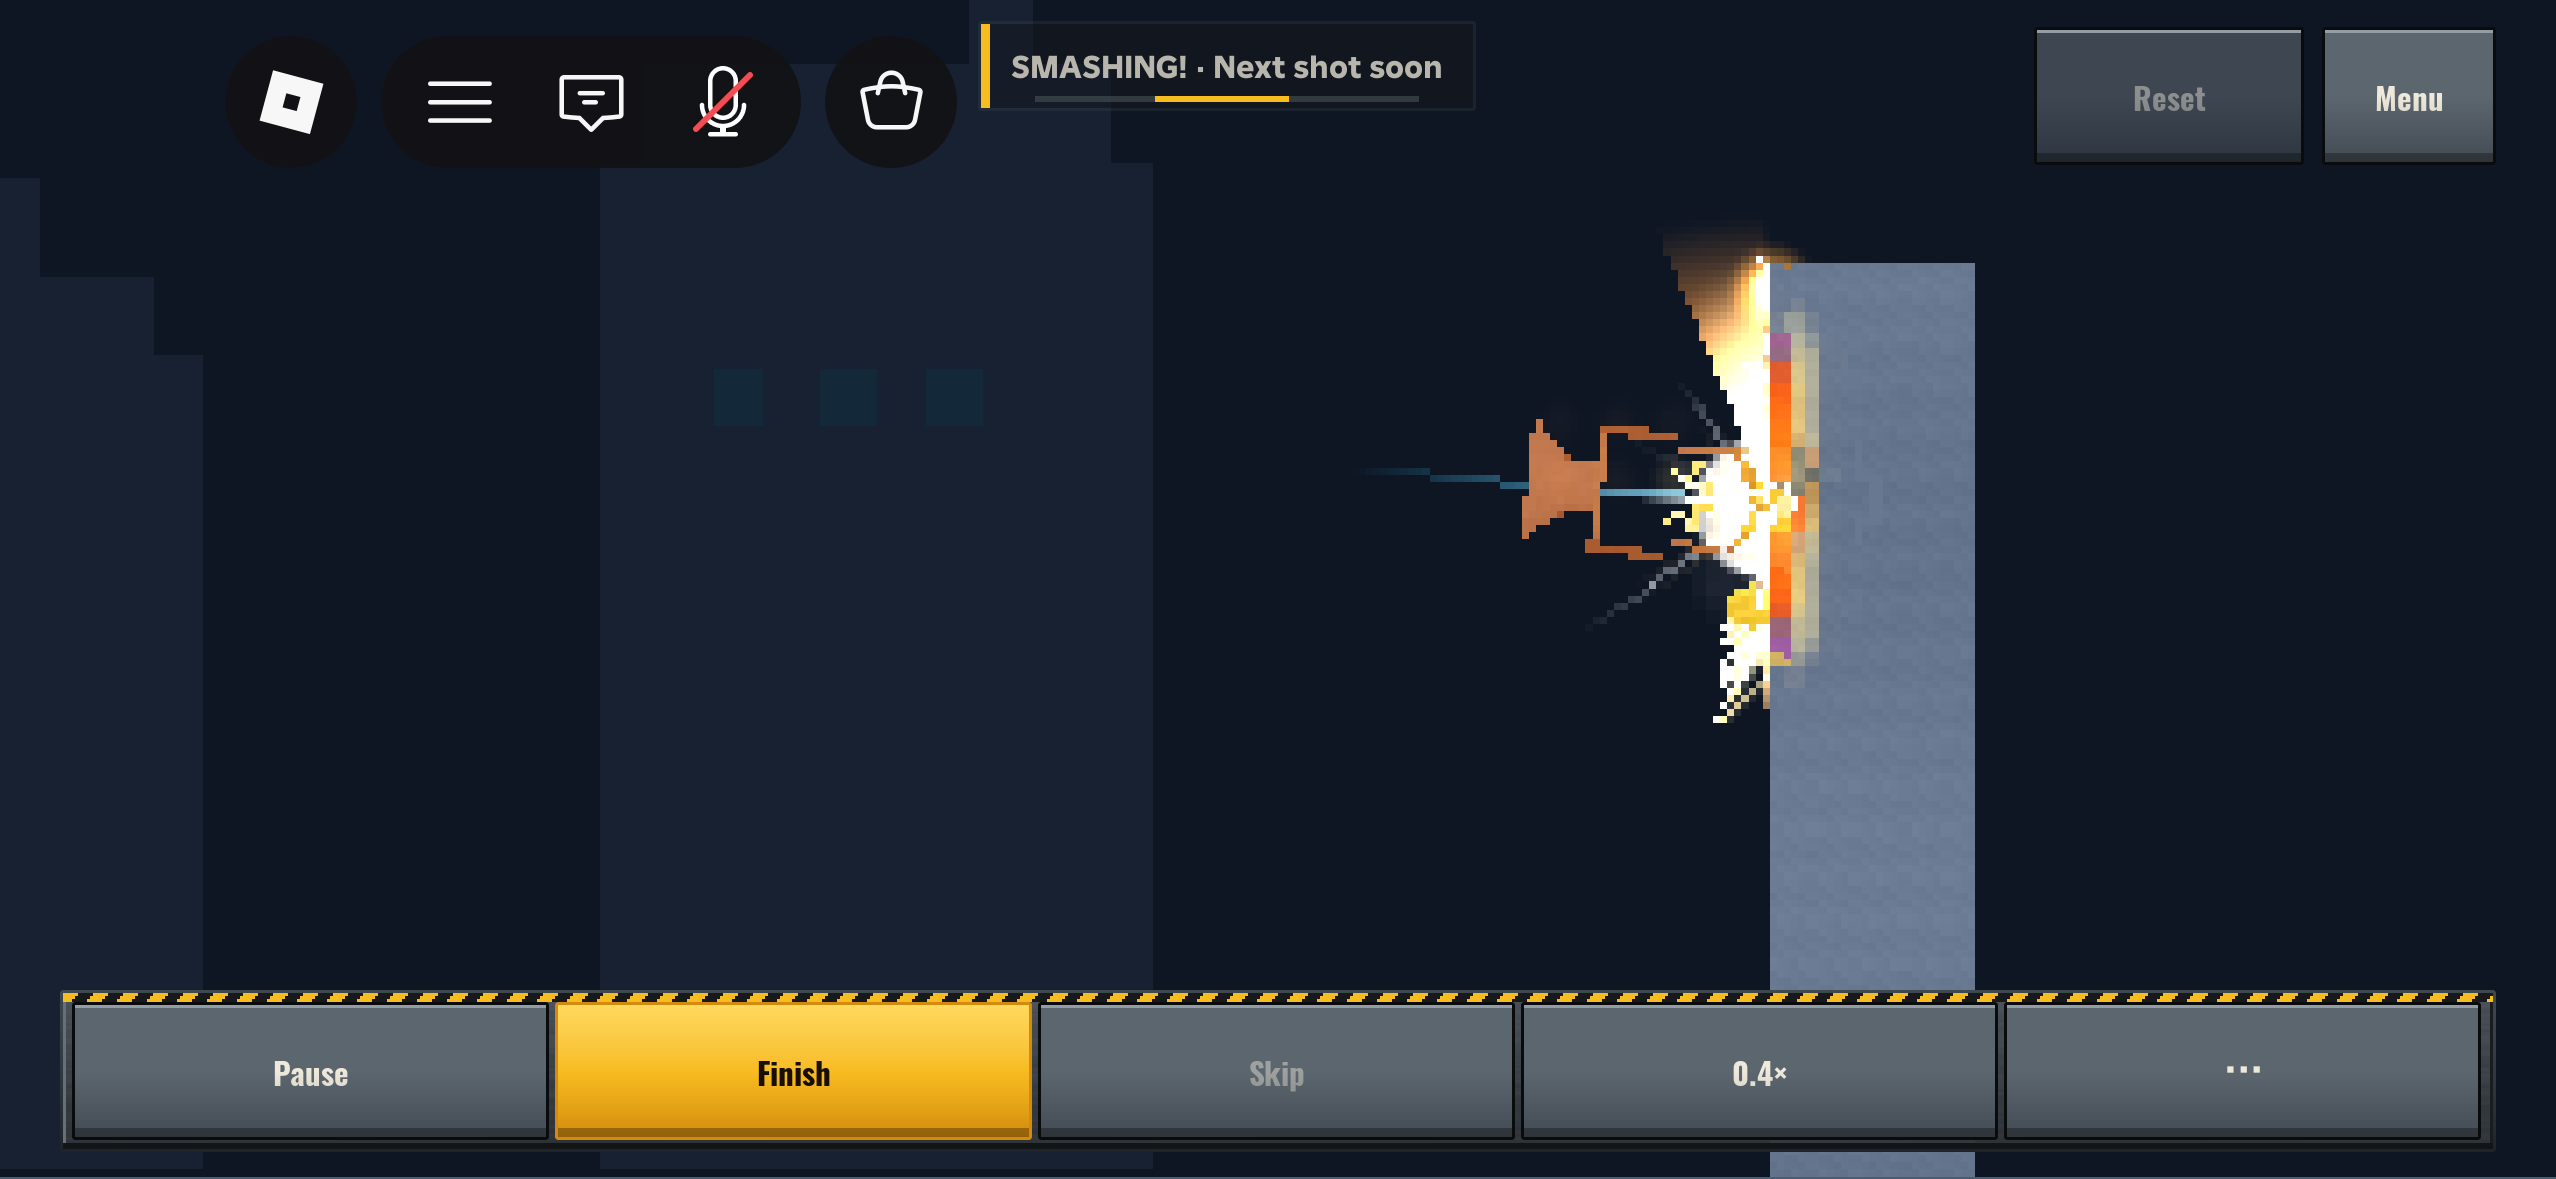 SMASHING! · Next shot soon
Reset
Menu
Pause
Finish
Skip
0.4×
...